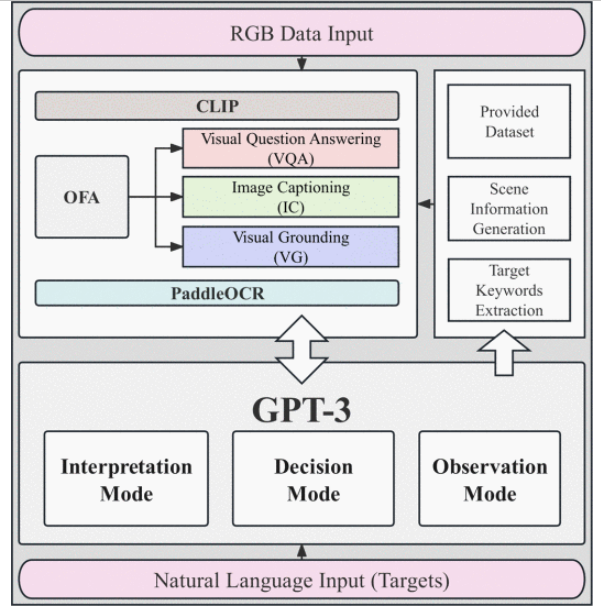 RGB Data Input
CLIP
OFA
Visual Question Answering
(VQA)
Image Captioning
(IC)
Visual Grounding
(VG)
PaddleOCR
Provided
Dataset
Scene
Information
Generation
Target
Keywords
Extraction
GPT-3
Interpretation
Mode
Decision
Mode
Observation
Mode
Natural Language Input (Targets)